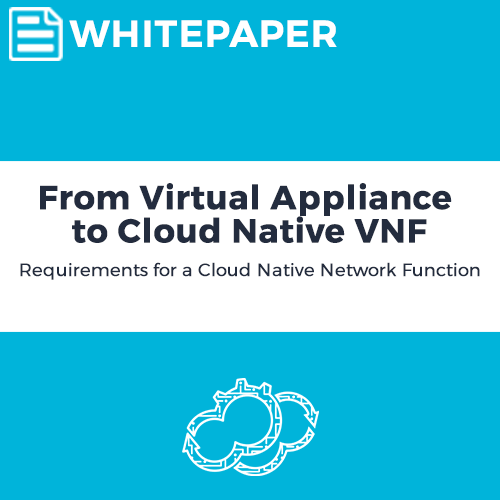 WHITEPAPER
From Virtual Appliance
to Cloud Native VNF
Requirements for a Cloud Native Network Function